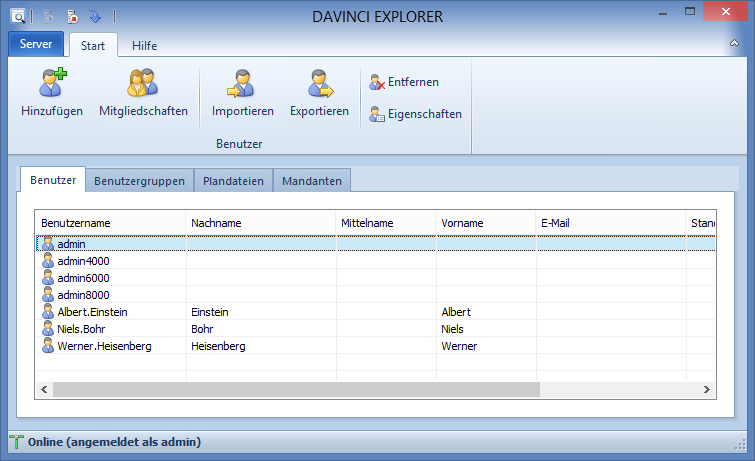 DAVINCI EXPLORER
Server Start Hilfe
Hinzufügen Mitgliedschaften Importieren Exportieren Entfernen
Eigenschaften
Benutzer
Benutzer Benutzergruppen Plandateien Mandanten
Benutzername Nachname Mittelname Vorname E-Mail Stand
admin
admin4000
admin6000
admin8000
Albert.Einstein Einstein Albert
Niels.Bohr Bohr Niels
Werner.Heisenberg Heisenberg Werner
Online (angemeldet als admin)